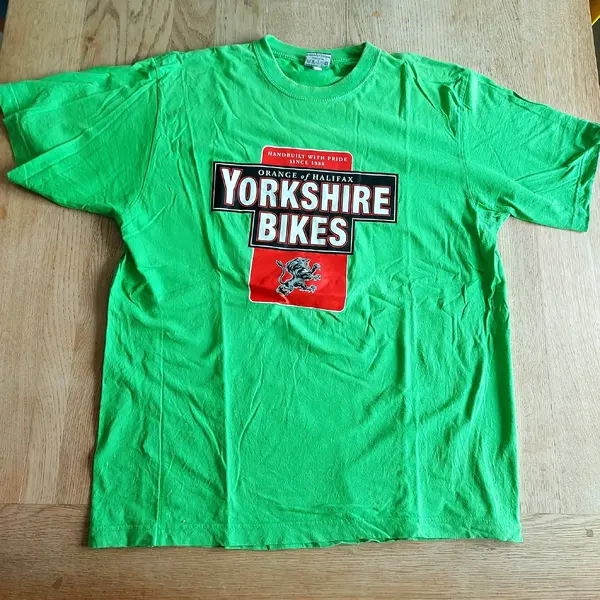 HANDBUILT WITH PRIDE
SINCE 1988
ORANGE of HALIFAX
YORKSHIRE
BIKES